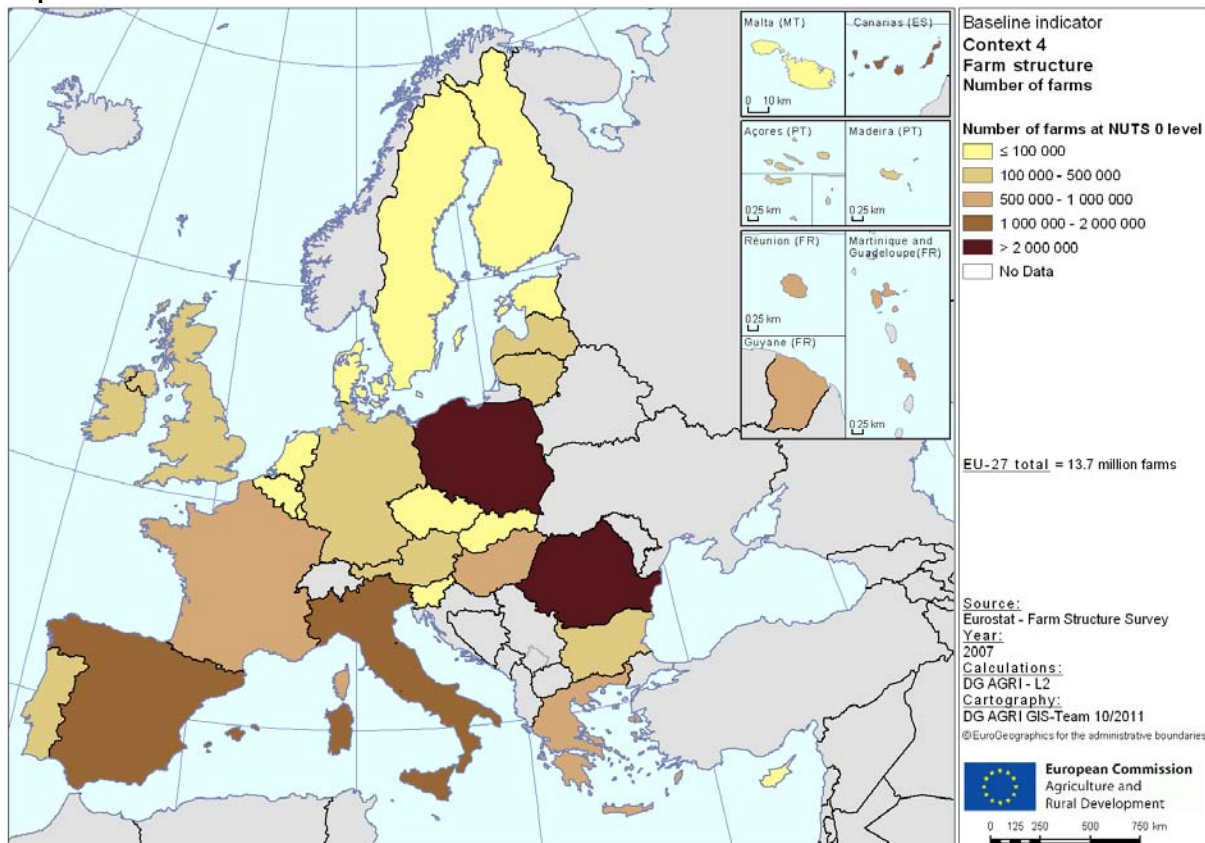 Malta (MT)
0 10 km
Canarias (ES)
Açores (PT)
0 25 km
Madeira (PT)
0 25 km
Réunion (FR)
0 25 km
Martinique and
Guadeloupe(FR)
Guyane (FR)
0 25 km
Baseline indicator
Context 4
Farm structure
Number of farms
Number of farms at NUTS 0 level
≤ 100 000
100 000 - 500 000
500 000 - 1 000 000
1 000 000 - 2 000 000
> 2 000 000
No Data
EU-27 total = 13.7 million farms
Source:
Eurostat - Farm Structure Survey
Year:
2007
Calculations:
DG AGRI - L2
Cartography:
DG AGRI GIS-Team 10/2011
©EuroGeographics for the administrative boundaries
European Commission
Agriculture and
Rural Development
0 125 250 500 750 km